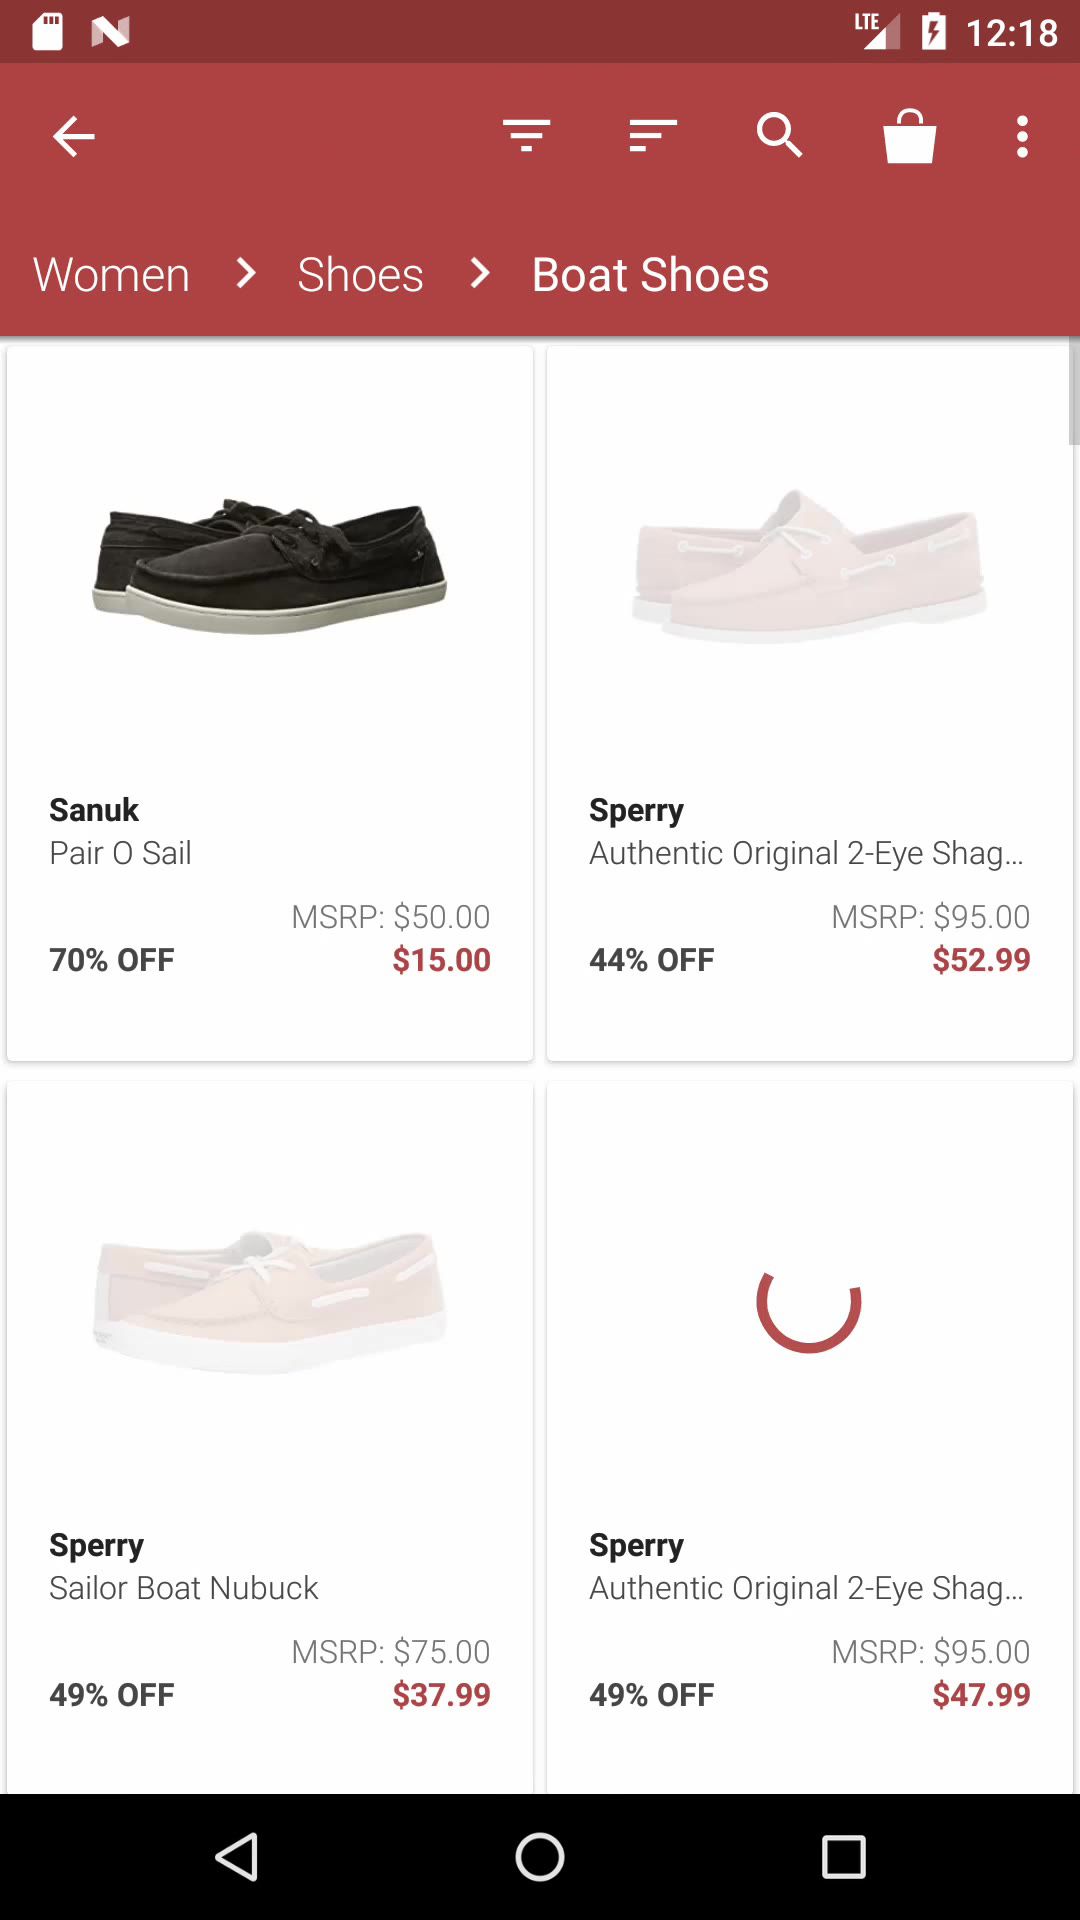 LTE 12:18
Women > Shoes > Boat Shoes
Sanuk
Pair O Sail
MSRP: $50.00
70% OFF $15.00
Sperry
Authentic Original 2-Eye Shag...
MSRP: $95.00
44% OFF $52.99
Sperry
Sailor Boat Nubuck
MSRP: $75.00
49% OFF $37.99
Sperry
Authentic Original 2-Eye Shag...
MSRP: $95.00
49% OFF $47.99